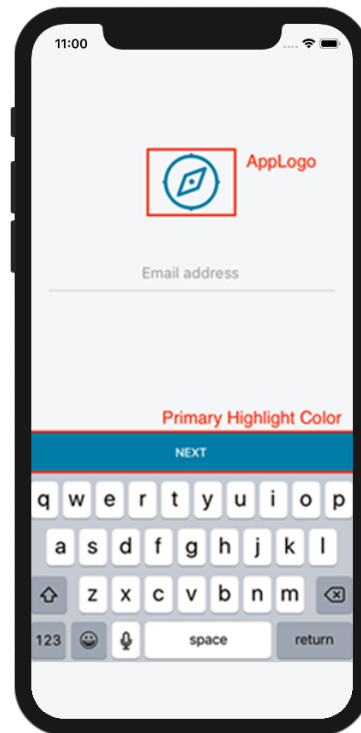 11:00
AppLogo
Email address
Primary Highlight Color
NEXT
q w e r t y u i o p
a s d f g h j k l
z x c v b n m
123 space return